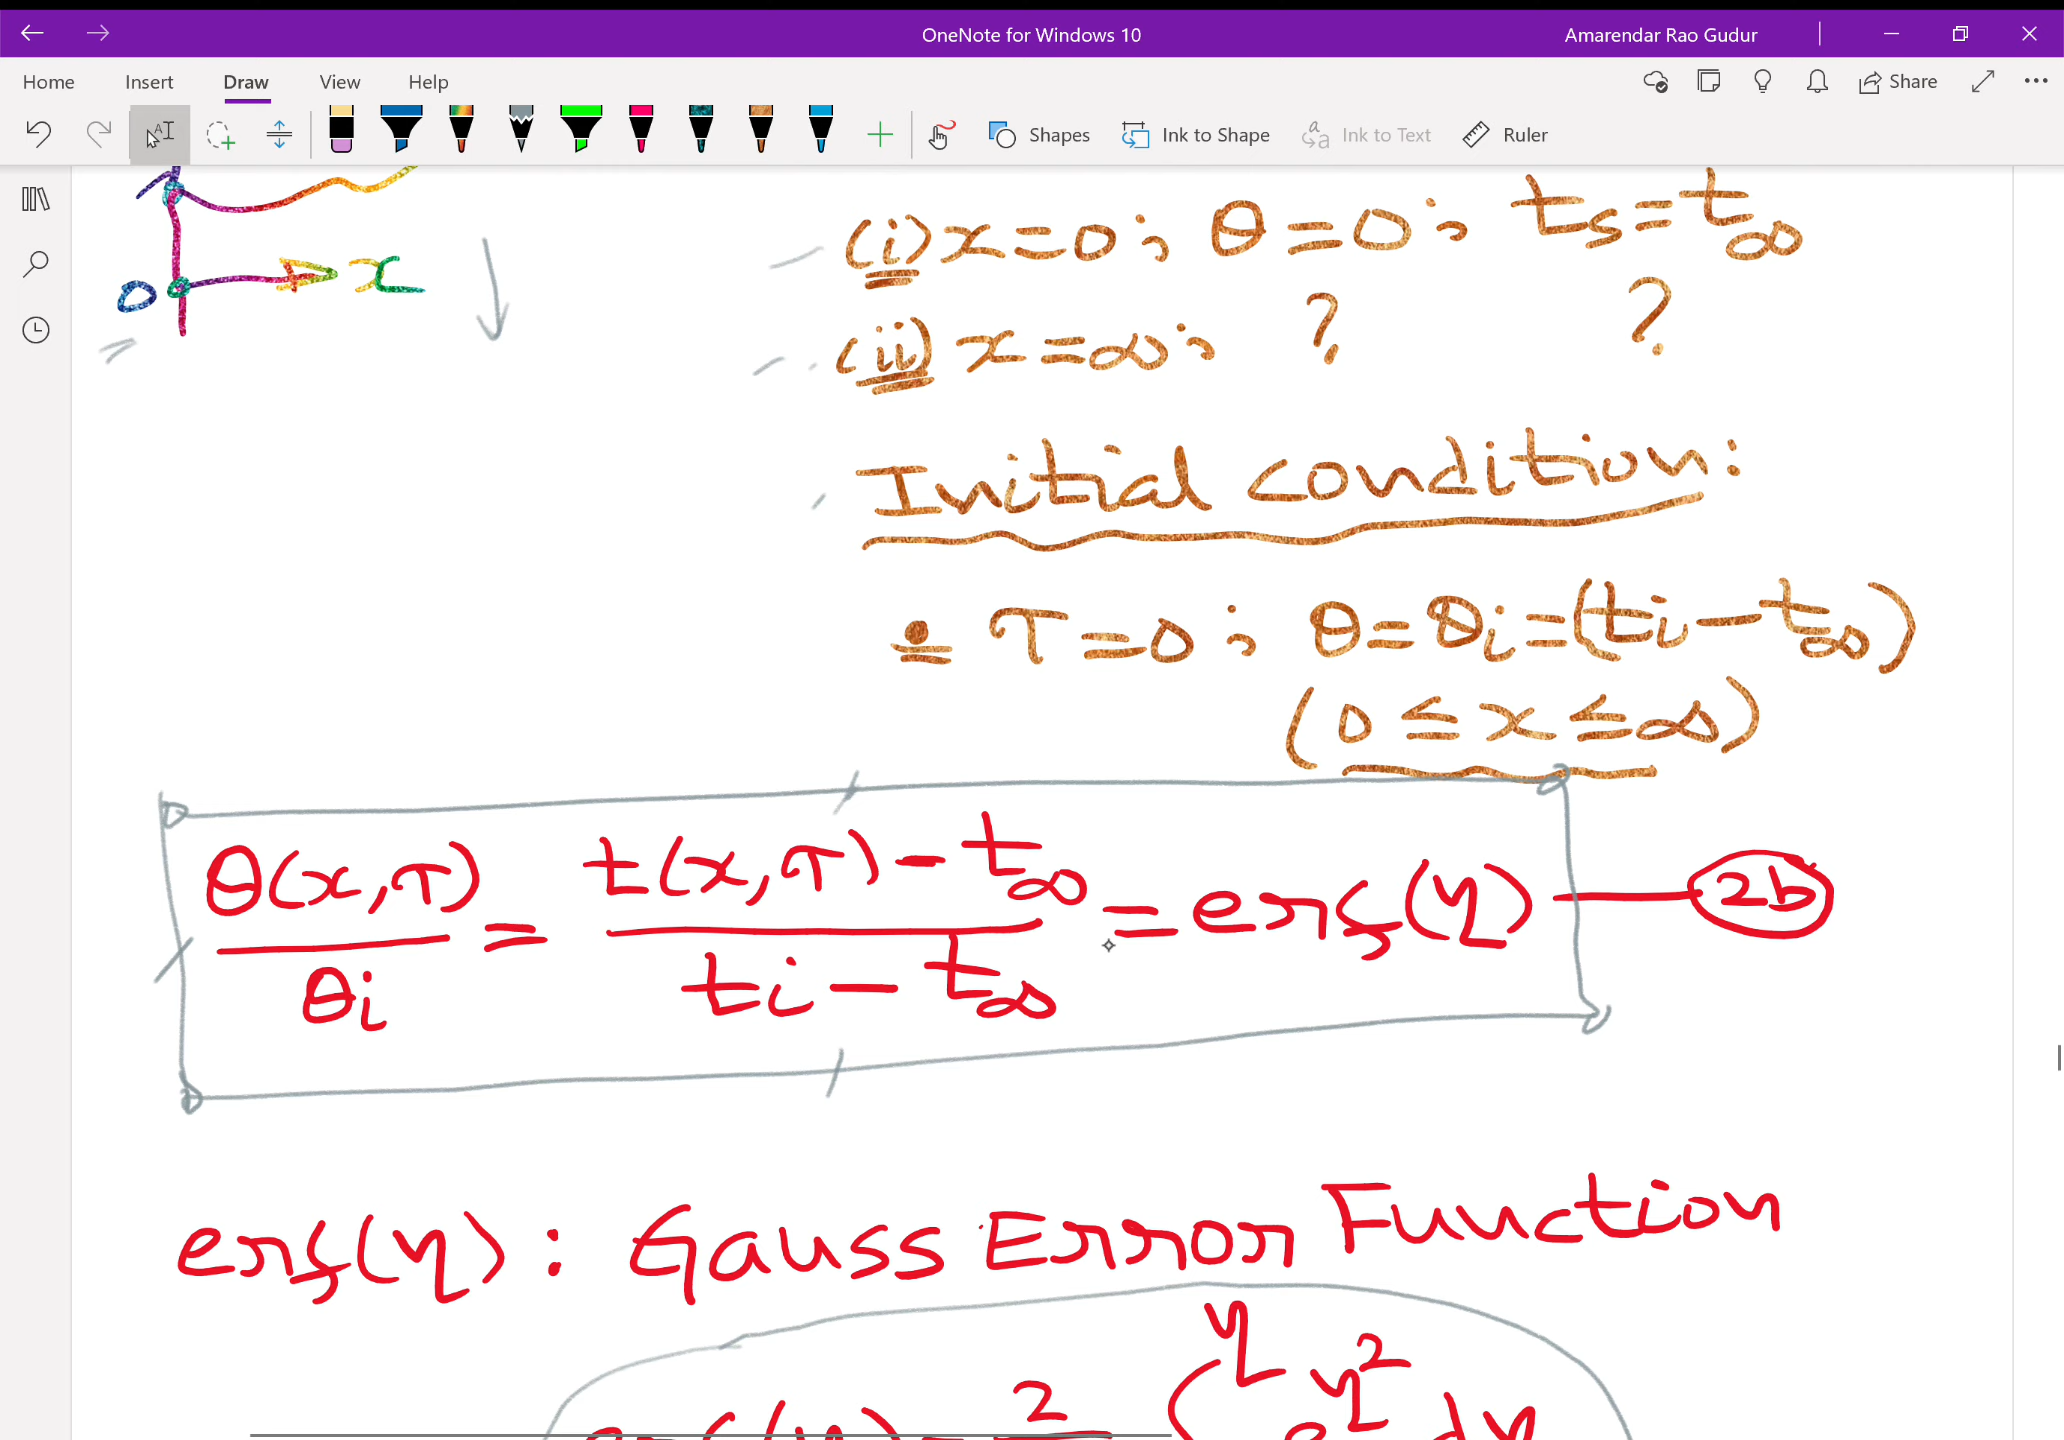 OneNote for Windows 10
Amarendar Rao Gudur
Home Insert Draw View Help
Share
Shapes Ink to Shape Ink to Text Ruler
0 x
(i) x=0; θ=0; ts=t∞
(ii) x=∞; ? ?
Initial condition:
τ=0; θ=θi=(ti-t∞)
(0≤x≤∞)
θ(x,τ)/θi = (t(x,τ)-t∞)/(ti-t∞) = erf(η) — 2b
erf(η): Gauss Error Function